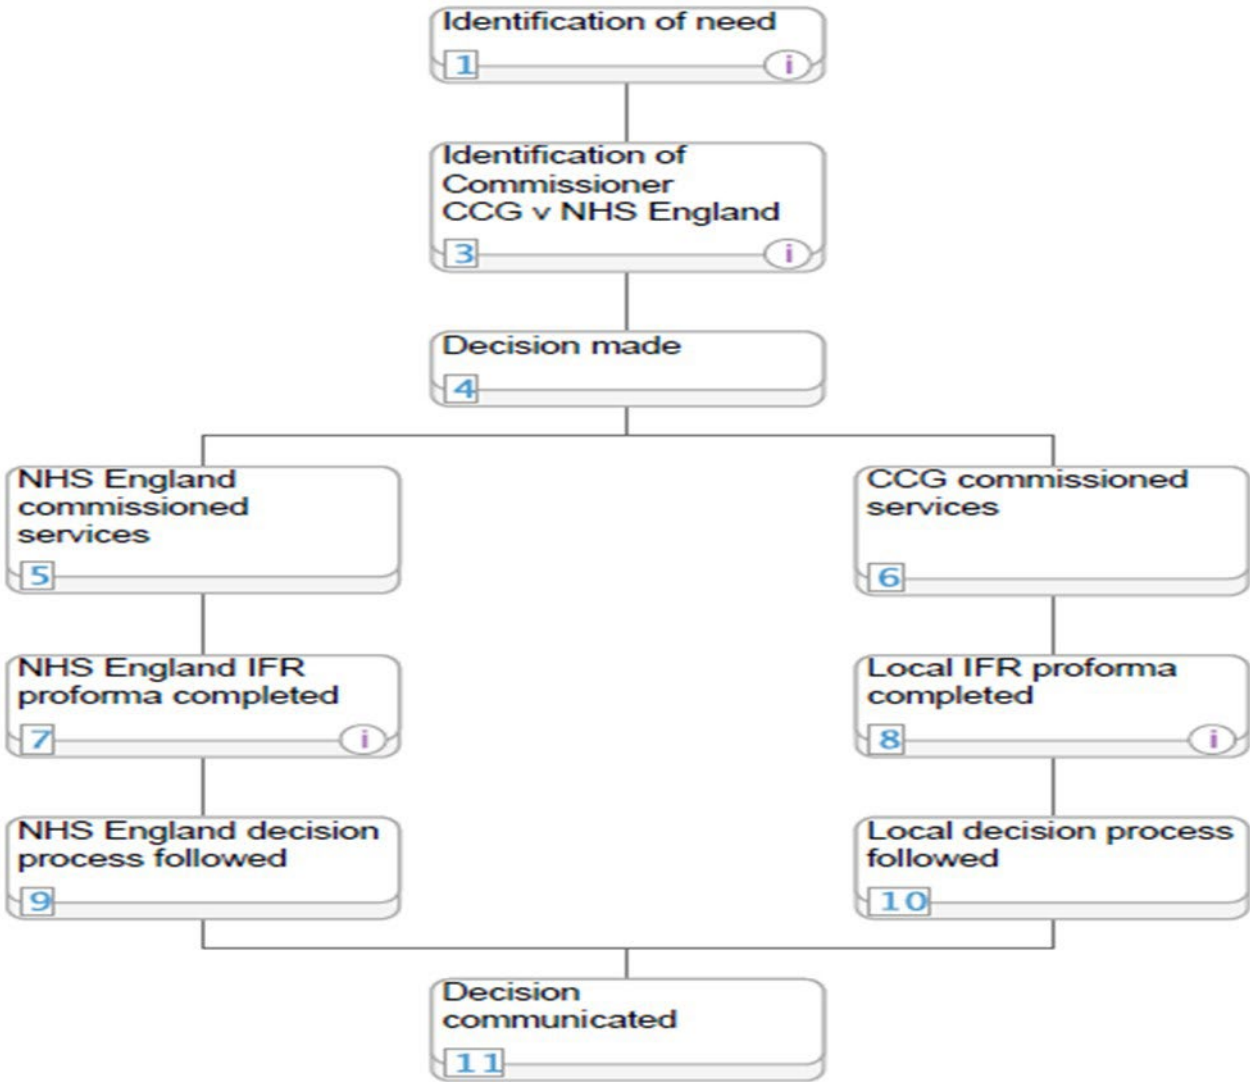 Identification of need
1
i
Identification of
Commissioner
CCG v NHS England
3
i
Decision made
4
NHS England
commissioned
services
5
CCG commissioned
services
6
NHS England IFR
proforma completed
7
i
Local IFR proforma
completed
8
i
NHS England decision
process followed
9
Local decision process
followed
10
Decision
communicated
11